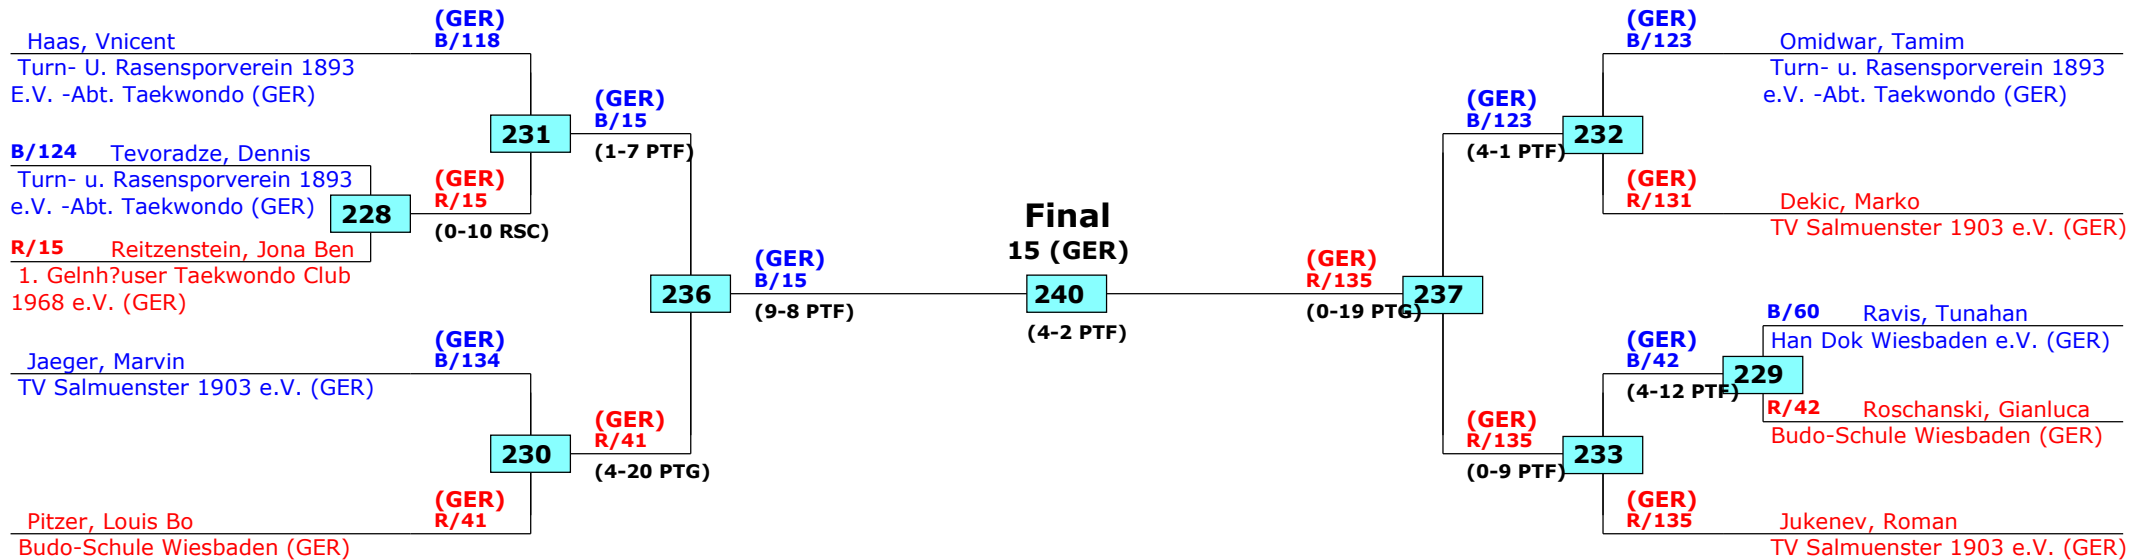 (GER)
B/118
Haas, Vnicent
Turn- U. Rasensporverein 1893
E.V. -Abt. Taekwondo (GER)
231
(GER)
B/15
(1-7 PTF)
B/124 Tevoradze, Dennis
Turn- u. Rasensporverein 1893
e.V. -Abt. Taekwondo (GER)
228
(GER)
R/15
(0-10 RSC)
R/15 Reitzenstein, Jona Ben
1. Gelnh?user Taekwondo Club
1968 e.V. (GER)
236
(GER)
B/15
(9-8 PTF)
(GER)
B/134
Jaeger, Marvin
TV Salmuenster 1903 e.V. (GER)
230
(GER)
R/41
(4-20 PTG)
(GER)
R/41
Pitzer, Louis Bo
Budo-Schule Wiesbaden (GER)
Final
15 (GER)
240
(4-2 PTF)
(GER)
B/123
Omidwar, Tamim
Turn- u. Rasensporverein 1893
e.V. -Abt. Taekwondo (GER)
(GER)
B/123
(4-1 PTF)
232
(GER)
R/131
Dekic, Marko
TV Salmuenster 1903 e.V. (GER)
(GER)
R/135
(0-19 PTG)
237
B/60 Ravis, Tunahan
Han Dok Wiesbaden e.V. (GER)
(GER)
B/42
(4-12 PTF)
229
R/42 Roschanski, Gianluca
Budo-Schule Wiesbaden (GER)
(GER)
R/135
(0-9 PTF)
233
(GER)
R/135
Jukenev, Roman
TV Salmuenster 1903 e.V. (GER)